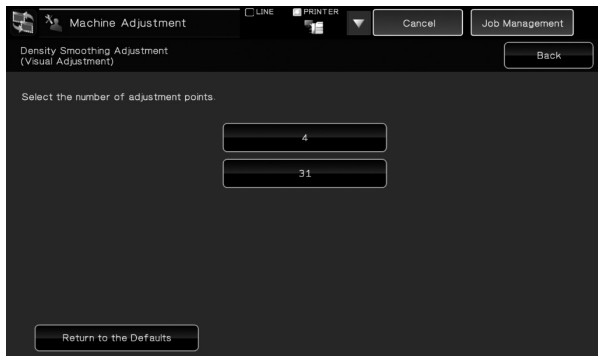 Machine Adjustment
LINE
PRINTER
Cancel
Job Management
Density Smoothing Adjustment
(Visual Adjustment)
Back
Select the number of adjustment points.
4
31
Return to the Defaults